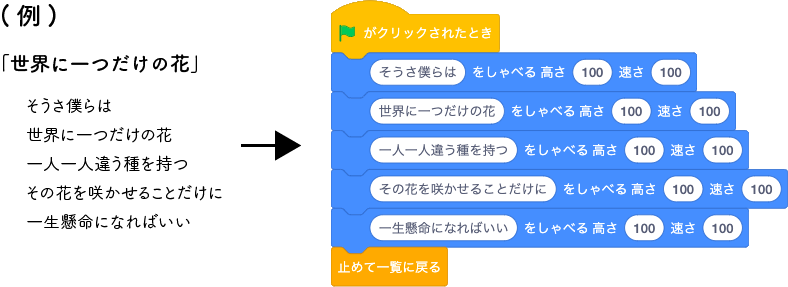 （例）
「世界に一つだけの花」
そうさ僕らは
世界に一つだけの花
一人一人違う種を持つ
その花を咲かせることだけに
一生懸命になればいい
がクリックされたとき
そうさ僕らは をしゃべる 高さ 100 速さ 100
世界に一つだけの花 をしゃべる 高さ 100 速さ 100
一人一人違う種を持つ をしゃべる 高さ 100 速さ 100
その花を咲かせることだけに をしゃべる 高さ 100 速さ 100
一生懸命になればいい をしゃべる 高さ 100 速さ 100
止めて一覧に戻る